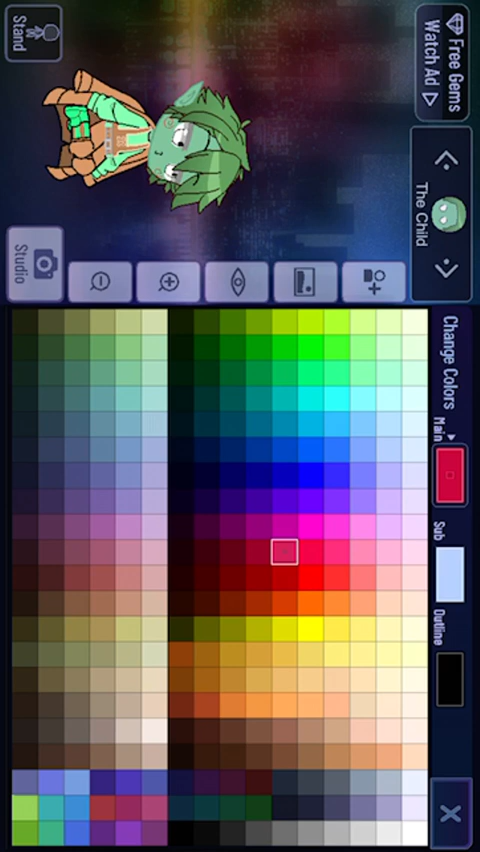 Free Gems
Watch Ad
The Child
Stand
Studio
Change Colors
Main
Sub
Outline
X